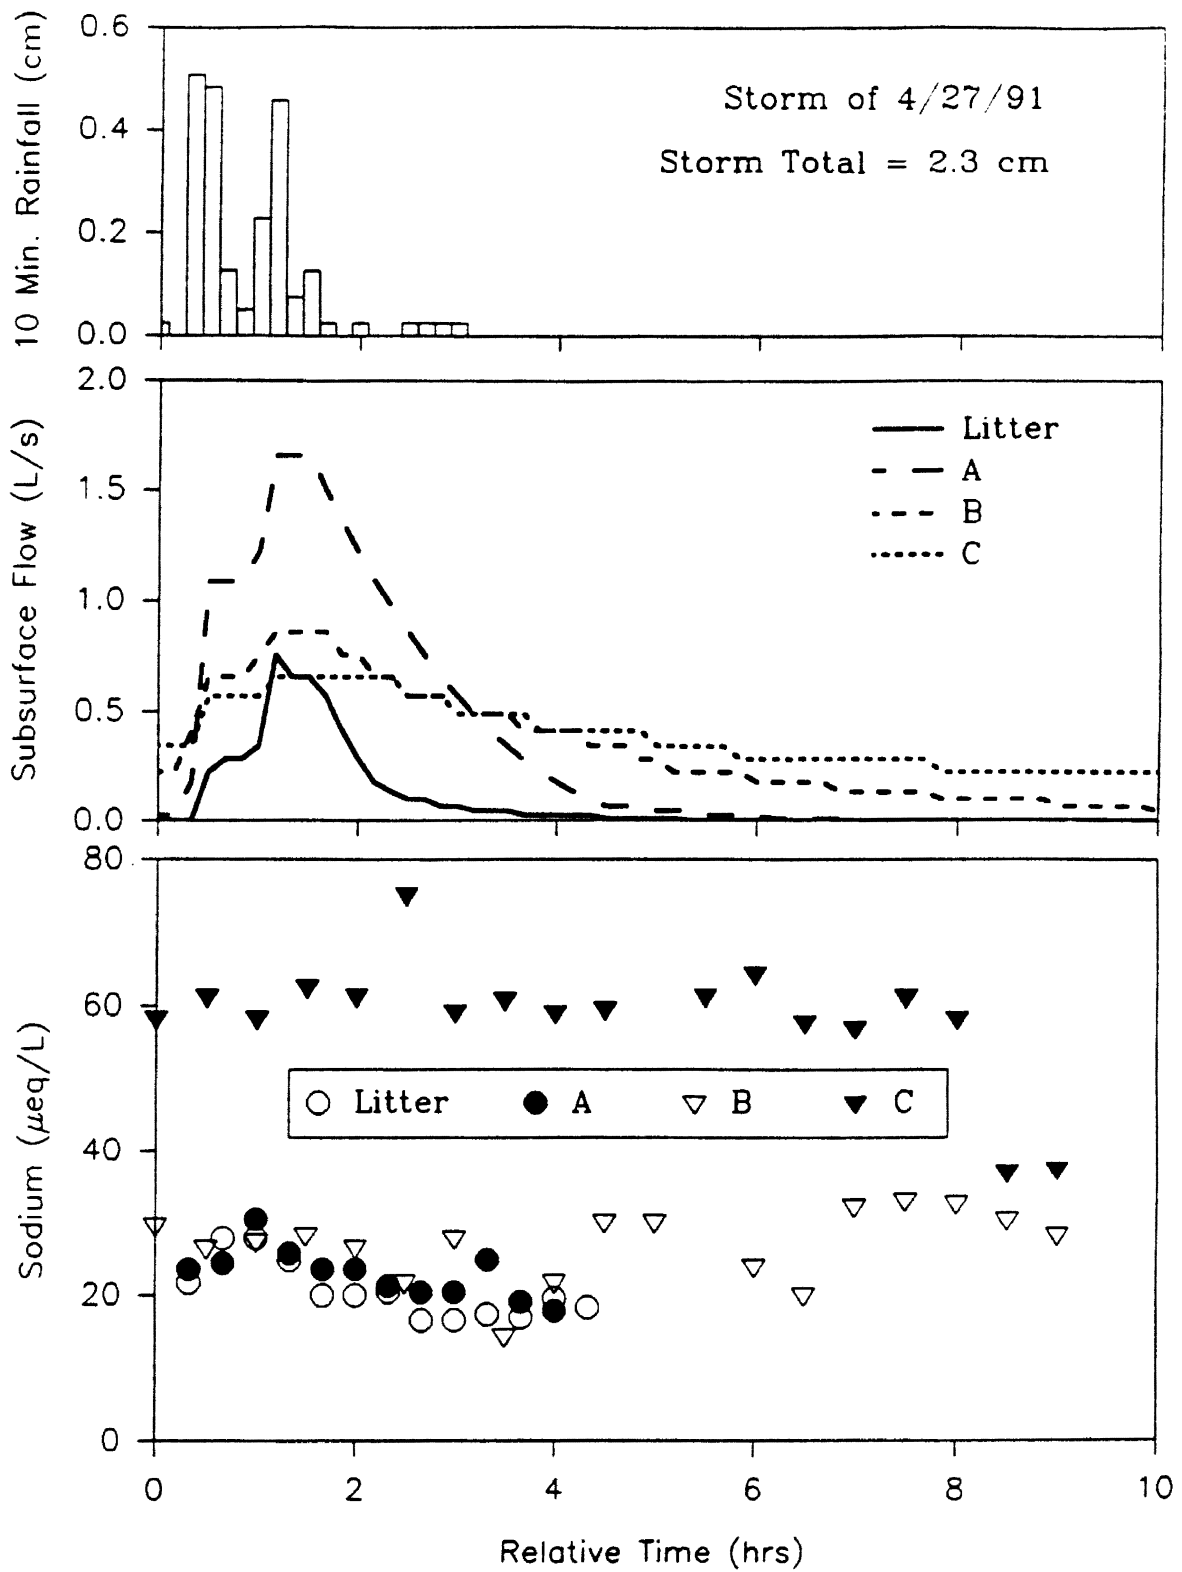 10 Min. Rainfall (cm)
0.6
0.4
0.2
0.0
Storm of 4/27/91
Storm Total = 2.3 cm
Subsurface Flow (L/s)
2.0
1.5
1.0
0.5
0.0
Litter
A
B
C
Sodium (μeq/L)
80
60
40
20
0
Litter A B C
0 2 4 6 8 10
Relative Time (hrs)